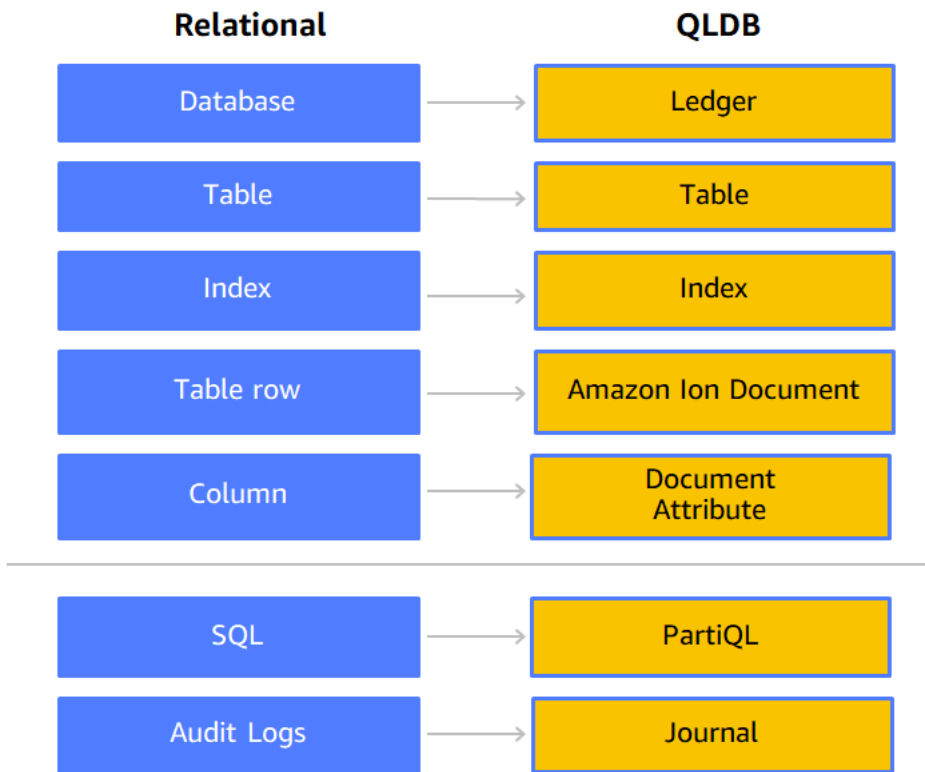 Relational QLDB
Database Ledger
Table Table
Index Index
Table row Amazon Ion Document
Column Document
Attribute
SQL PartiQL
Audit Logs Journal